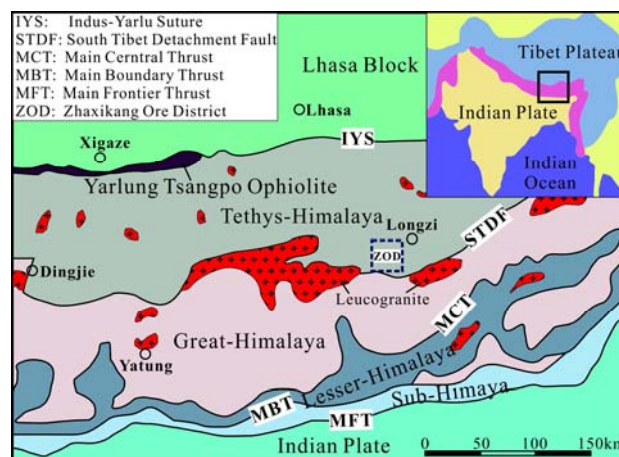 IYS: Indus-Yarlu Suture
STDF: South Tibet Detachment Fault
MCT: Main Cerntral Thrust
MBT: Main Boundary Thrust
MFT: Main Frontier Thrust
ZOD: Zhaxikang Ore District
Lhasa Block
Lhasa
Tibet Plateau
Indian Plate
Indian
Ocean
Xigaze
IYS
Yarlung Tsangpo Ophiolite
Tethys-Himalaya
Longzi
STDF
ZOD
Dingjie
Leucogranite
MCT
Great-Himalaya
Yatung
Lesser-Himalaya
MBT
Sub-Himaya
MFT
Indian Plate
0 50 100 150km